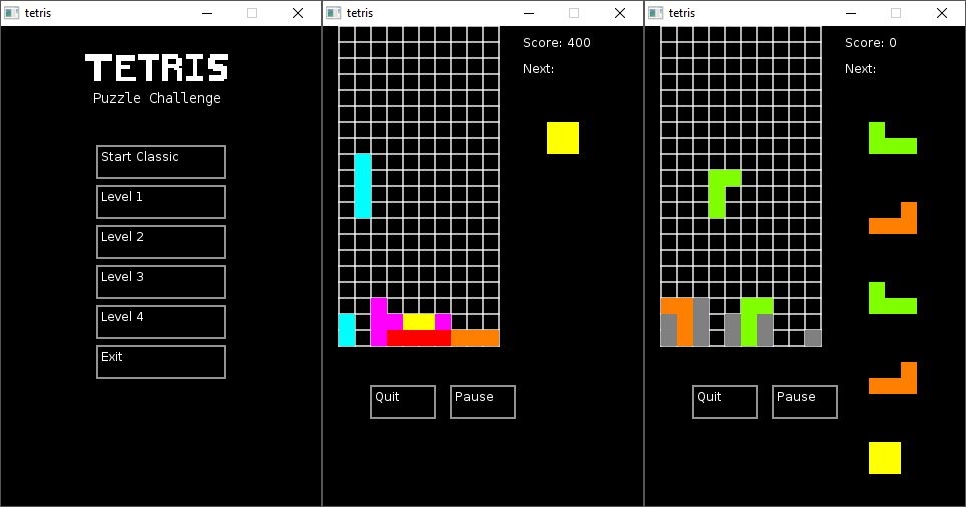 tetris
TETRIS
Puzzle Challenge
Start Classic
Level 1
Level 2
Level 3
Level 4
Exit
tetris
Score: 400
Next:
Quit
Pause
tetris
Score: 0
Next:
Quit
Pause